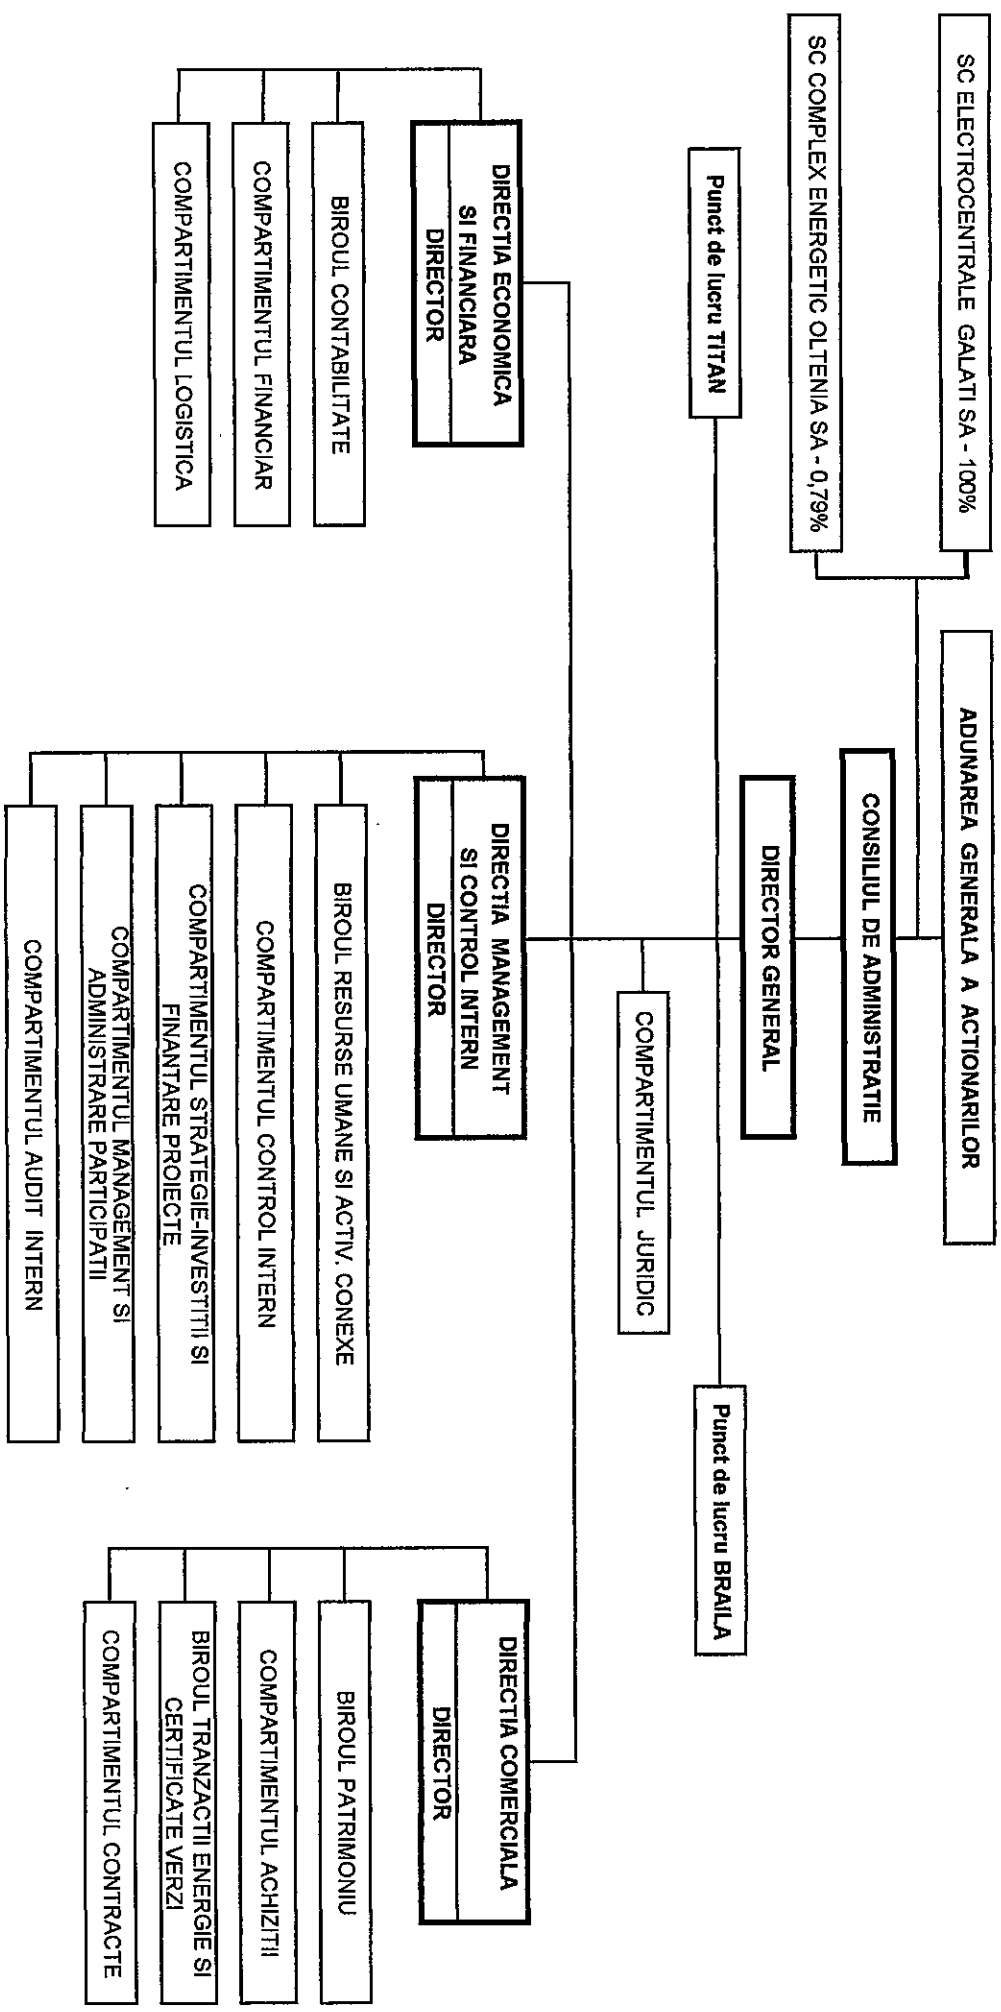 ADUNAREA GENERALA A ACTIONARILOR
SC ELECTROCENTRALE GALATI SA - 100%
SC COMPLEX ENERGETIC OLTENIA SA - 0,79%
CONSILIUL DE ADMINISTRATIE
DIRECTOR GENERAL
Punct de lucru TITAN
Punct de lucru BRAILA
COMPARTIMENTUL JURIDIC
DIRECTIA ECONOMICA
SI FINANCIARA
DIRECTOR
BIROUL CONTABILITATE
COMPARTIMENTUL FINANCIAR
COMPARTIMENTUL LOGISTICA
DIRECTIA MANAGEMENT
SI CONTROL INTERN
DIRECTOR
BIROUL RESURSE UMANE SI ACTIV. CONEXE
COMPARTIMENTUL CONTROL INTERN
COMPARTIMENTUL STRATEGIE-INVESTITII SI
FINANTARE PROIECTE
COMPARTIMENTUL MANAGEMENT SI
ADMINISTRARE PARTICIPATII
COMPARTIMENTUL AUDIT INTERN
DIRECTIA COMERCIALA
DIRECTOR
BIROUL PATRIMONIU
COMPARTIMENTUL ACHIZITII
BIROUL TRANZACTII ENERGIE SI
CERTIFICATE VERZI
COMPARTIMENTUL CONTRACTE